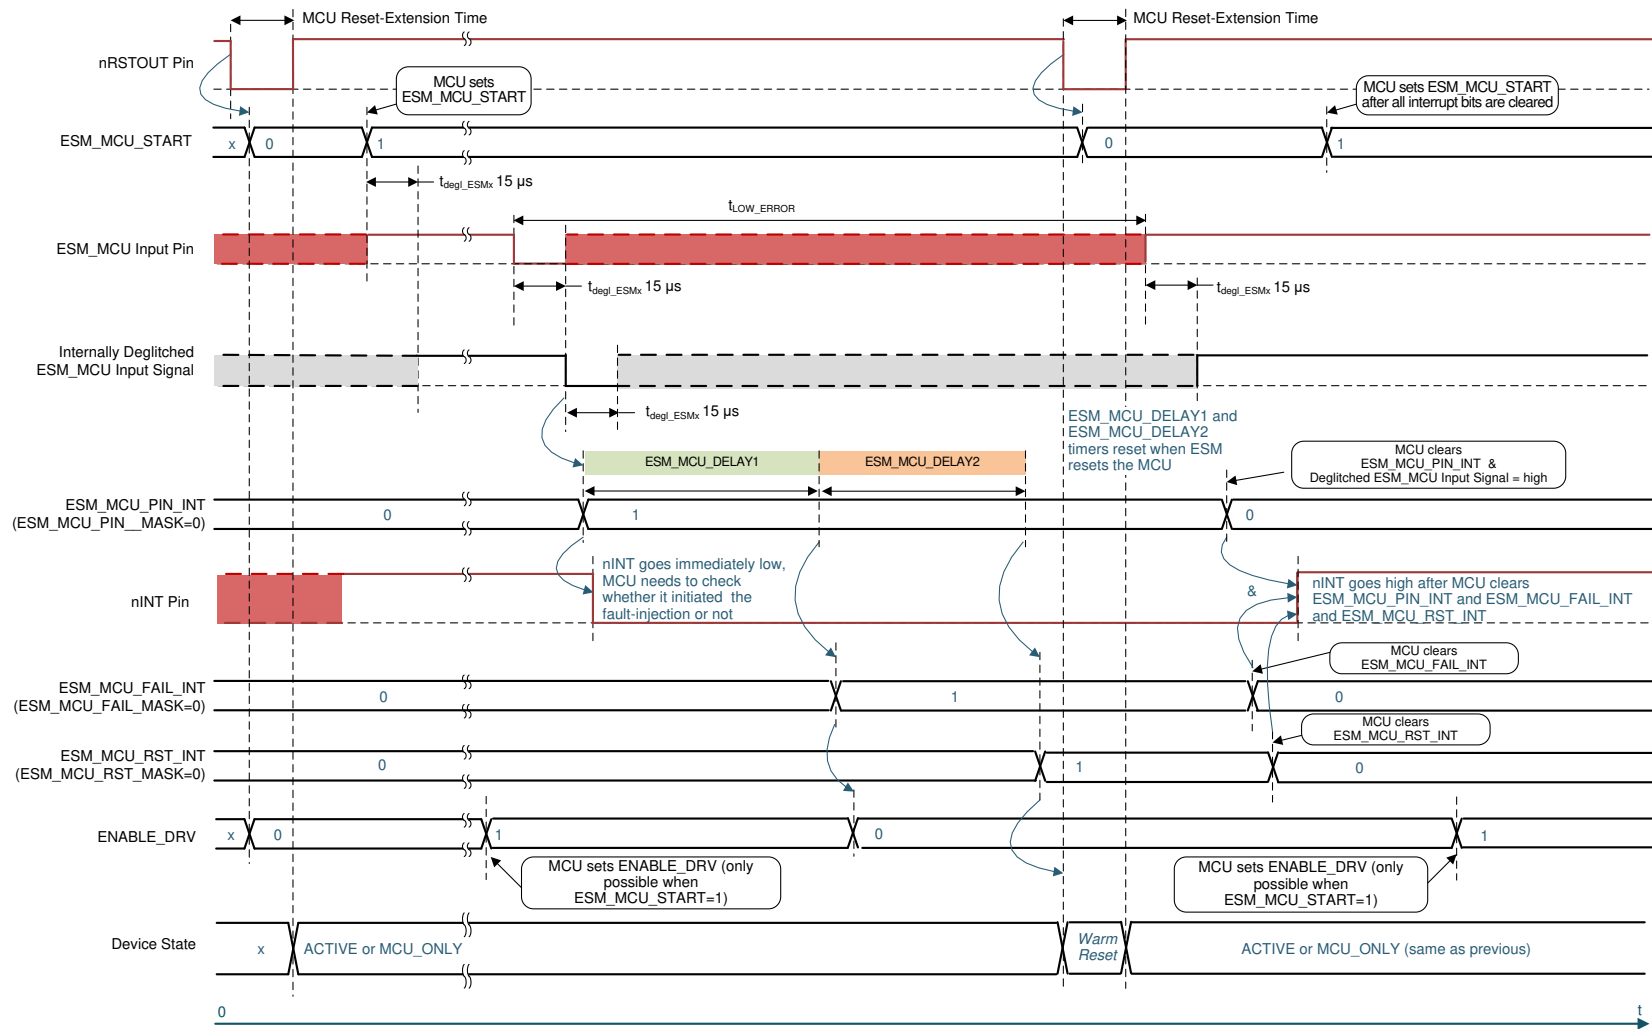 MCU Reset-Extension Time
MCU Reset-Extension Time
nRSTOUT Pin
MCU sets
ESM_MCU_START
MCU sets ESM_MCU_START
after all interrupt bits are cleared
ESM_MCU_START
x
0
1
0
1
tdegl_ESMx 15 µs
tLOW_ERROR
ESM_MCU Input Pin
tdegl_ESMx 15 µs
tdegl_ESMx 15 µs
Internally Deglitched
ESM_MCU Input Signal
tdegl_ESMx 15 µs
ESM_MCU_DELAY1 and
ESM_MCU_DELAY2
timers reset when ESM
resets the MCU
ESM_MCU_DELAY1
ESM_MCU_DELAY2
MCU clears
ESM_MCU_PIN_INT &
Deglitched ESM_MCU Input Signal = high
ESM_MCU_PIN_INT
(ESM_MCU_PIN__MASK=0)
0
1
0
nINT Pin
nINT goes immediately low,
MCU needs to check
whether it initiated the
fault-injection or not
&
nINT goes high after MCU clears
ESM_MCU_PIN_INT and ESM_MCU_FAIL_INT
and ESM_MCU_RST_INT
MCU clears
ESM_MCU_FAIL_INT
ESM_MCU_FAIL_INT
(ESM_MCU_FAIL_MASK=0)
0
1
0
MCU clears
ESM_MCU_RST_INT
ESM_MCU_RST_INT
(ESM_MCU_RST_MASK=0)
0
1
0
ENABLE_DRV
x
0
1
0
1
MCU sets ENABLE_DRV (only
possible when
ESM_MCU_START=1)
MCU sets ENABLE_DRV (only
possible when
ESM_MCU_START=1)
Device State
x
ACTIVE or MCU_ONLY
Warm
Reset
ACTIVE or MCU_ONLY (same as previous)
0
t